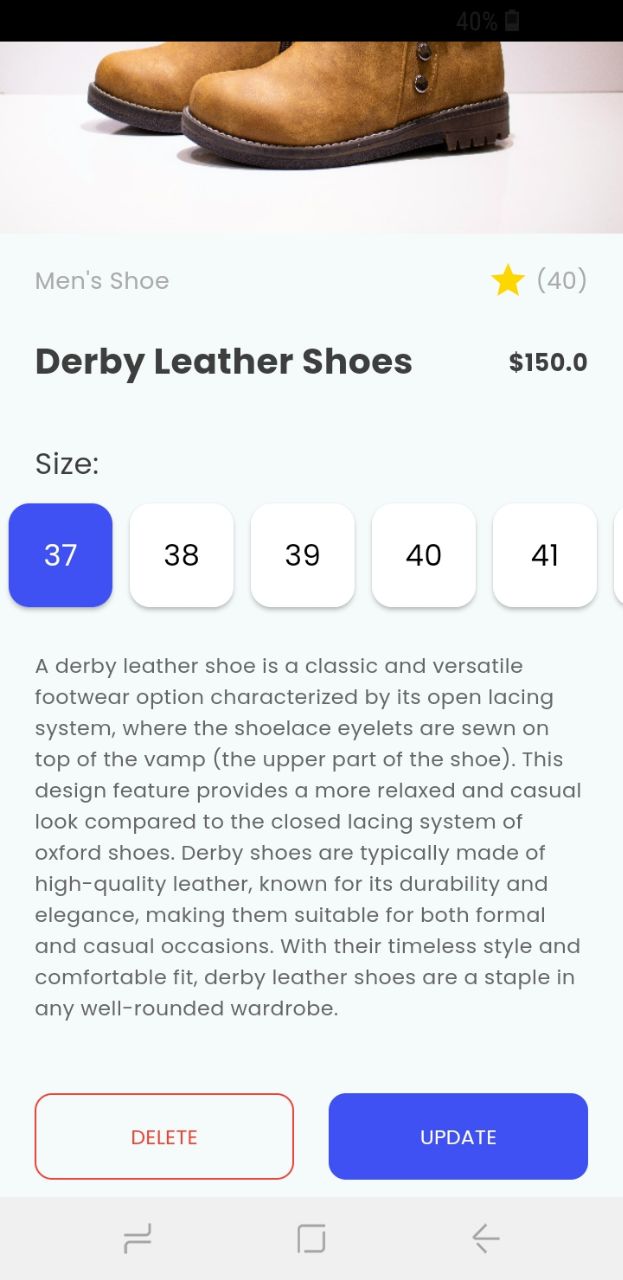 40%
Men's Shoe
(40)
Derby Leather Shoes
$150.0
Size:
37 38 39 40 41
A derby leather shoe is a classic and versatile
footwear option characterized by its open lacing
system, where the shoelace eyelets are sewn on
top of the vamp (the upper part of the shoe). This
design feature provides a more relaxed and casual
look compared to the closed lacing system of
oxford shoes. Derby shoes are typically made of
high-quality leather, known for its durability and
elegance, making them suitable for both formal
and casual occasions. With their timeless style and
comfortable fit, derby leather shoes are a staple in
any well-rounded wardrobe.
DELETE
UPDATE